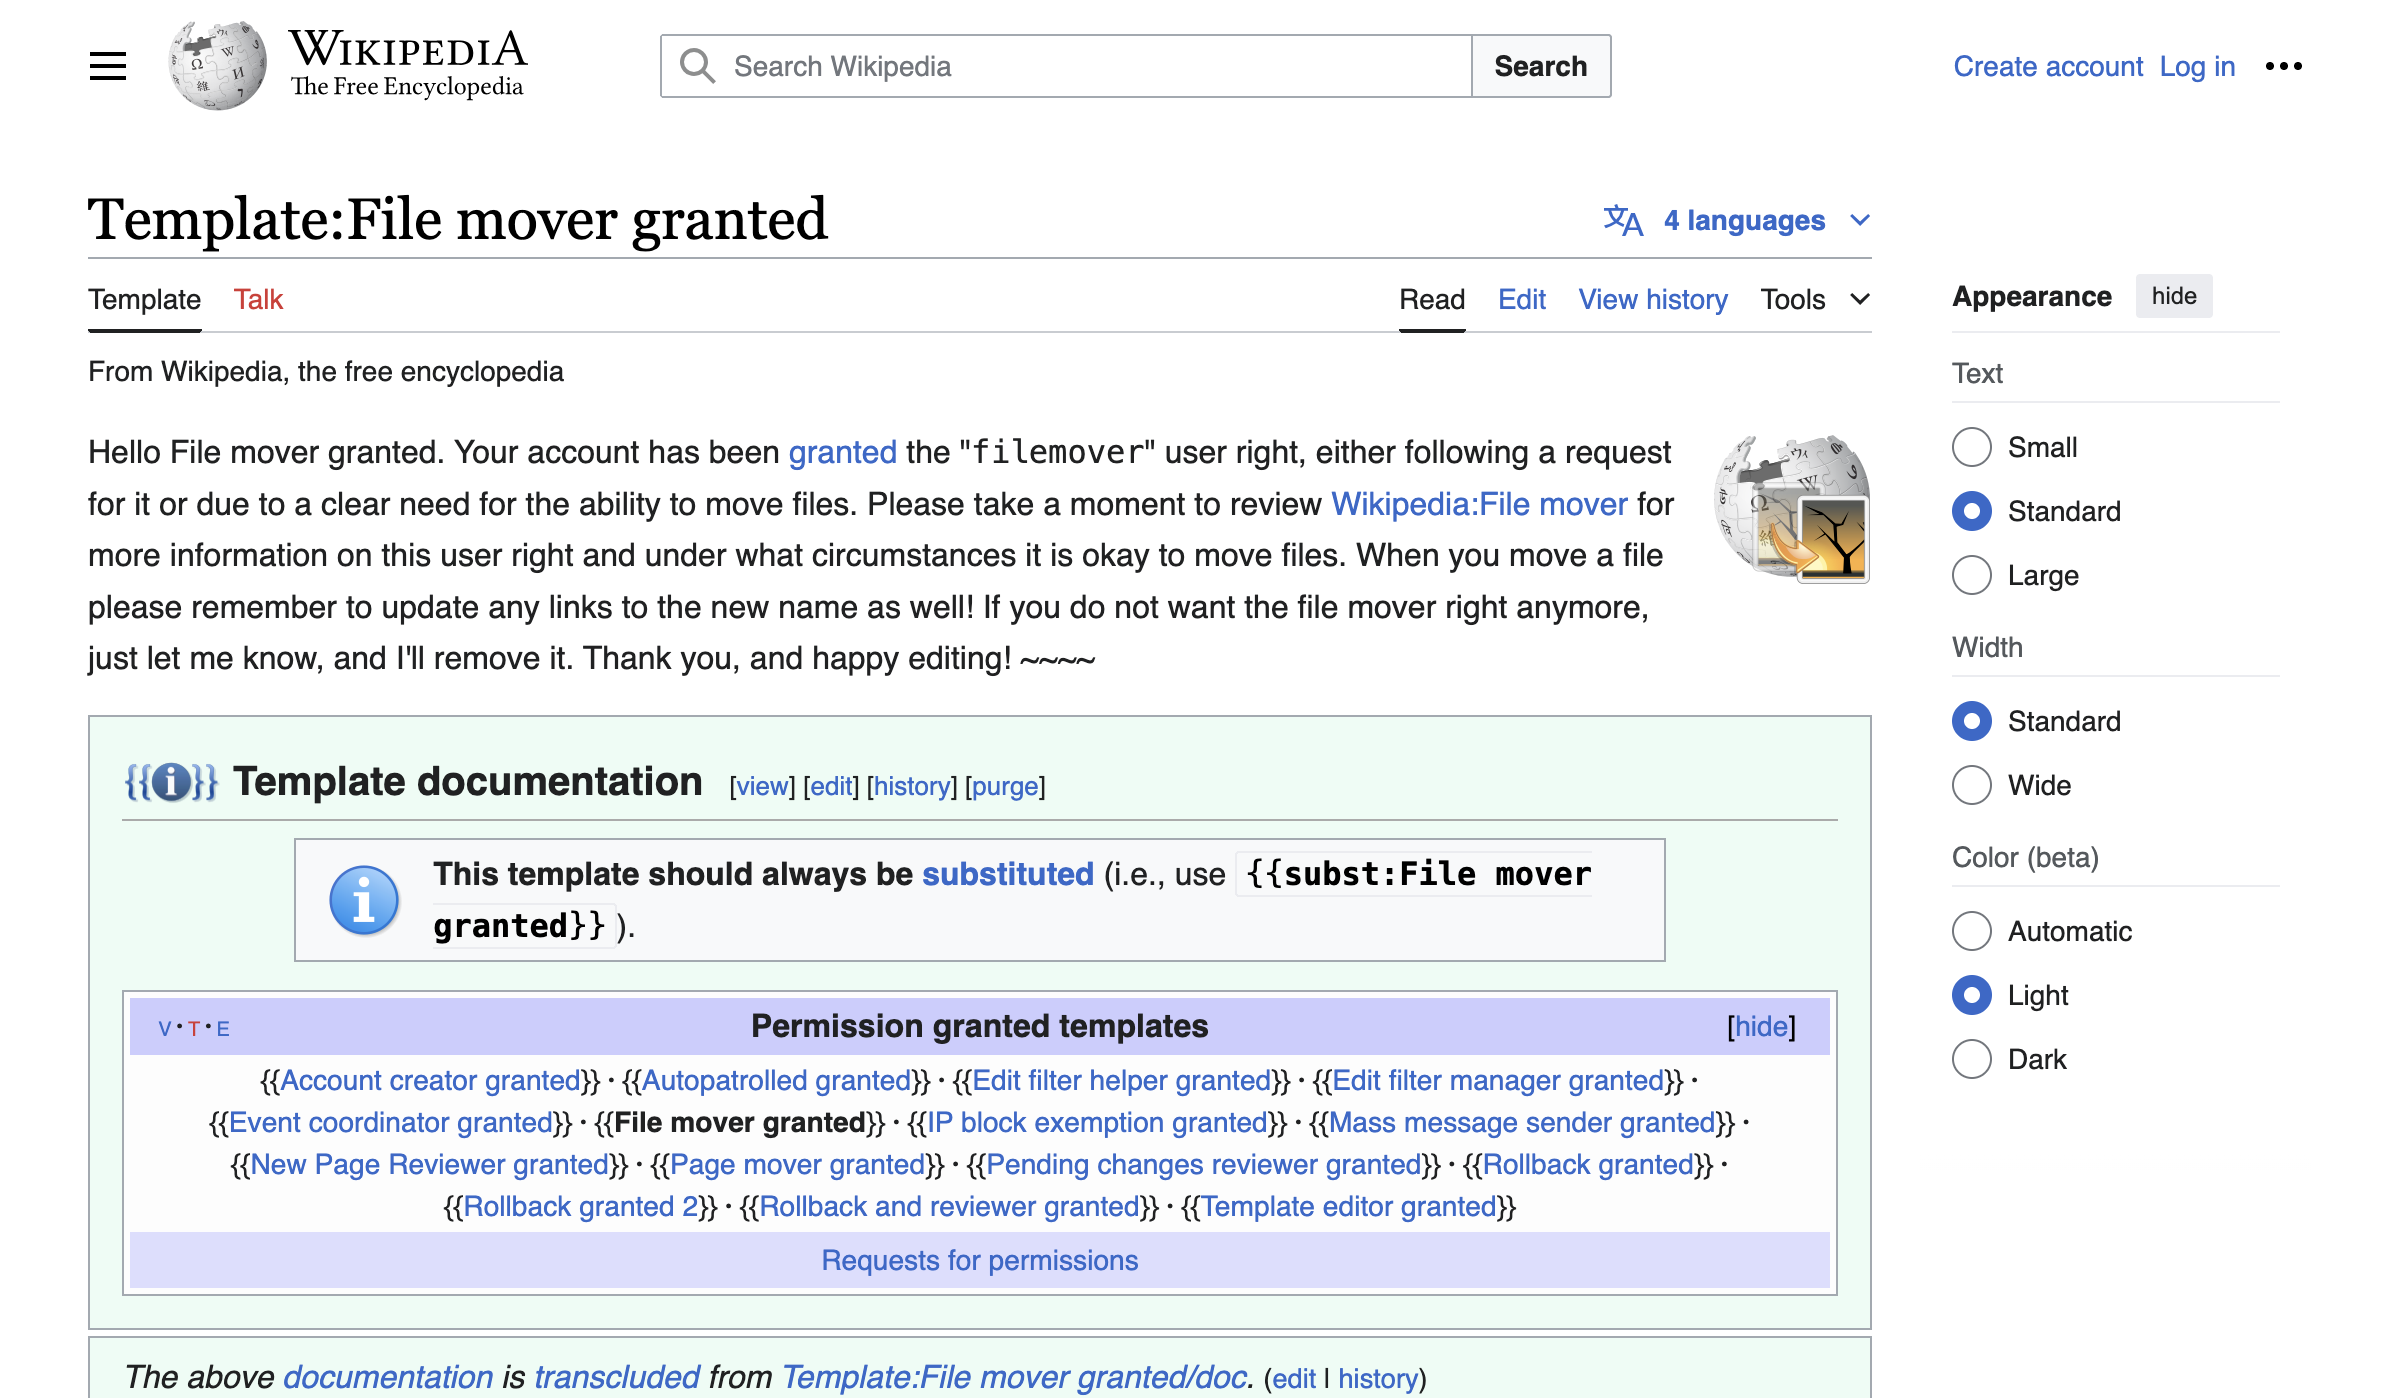 WIKIPEDIA
The Free Encyclopedia
Search Wikipedia
Search
Create account Log in
Template:File mover granted
4 languages
Template Talk
Read Edit View history Tools
From Wikipedia, the free encyclopedia
Hello File mover granted. Your account has been granted the "filemover" user right, either following a request
for it or due to a clear need for the ability to move files. Please take a moment to review Wikipedia:File mover for
more information on this user right and under what circumstances it is okay to move files. When you move a file
please remember to update any links to the new name as well! If you do not want the file mover right anymore,
just let me know, and I'll remove it. Thank you, and happy editing! ~~~~
Template documentation [view] [edit] [history] [purge]
This template should always be substituted (i.e., use {{subst:File mover
granted}}).
V · T · E
Permission granted templates
[hide]
{{Account creator granted}} · {{Autopatrolled granted}} · {{Edit filter helper granted}} · {{Edit filter manager granted}} ·
{{Event coordinator granted}} · {{File mover granted}} · {{IP block exemption granted}} · {{Mass message sender granted}} ·
{{New Page Reviewer granted}} · {{Page mover granted}} · {{Pending changes reviewer granted}} · {{Rollback granted}} ·
{{Rollback granted 2}} · {{Rollback and reviewer granted}} · {{Template editor granted}}
Requests for permissions
The above documentation is transcluded from Template:File mover granted/doc. (edit | history)
Appearance hide
Text
Small
Standard
Large
Width
Standard
Wide
Color (beta)
Automatic
Light
Dark